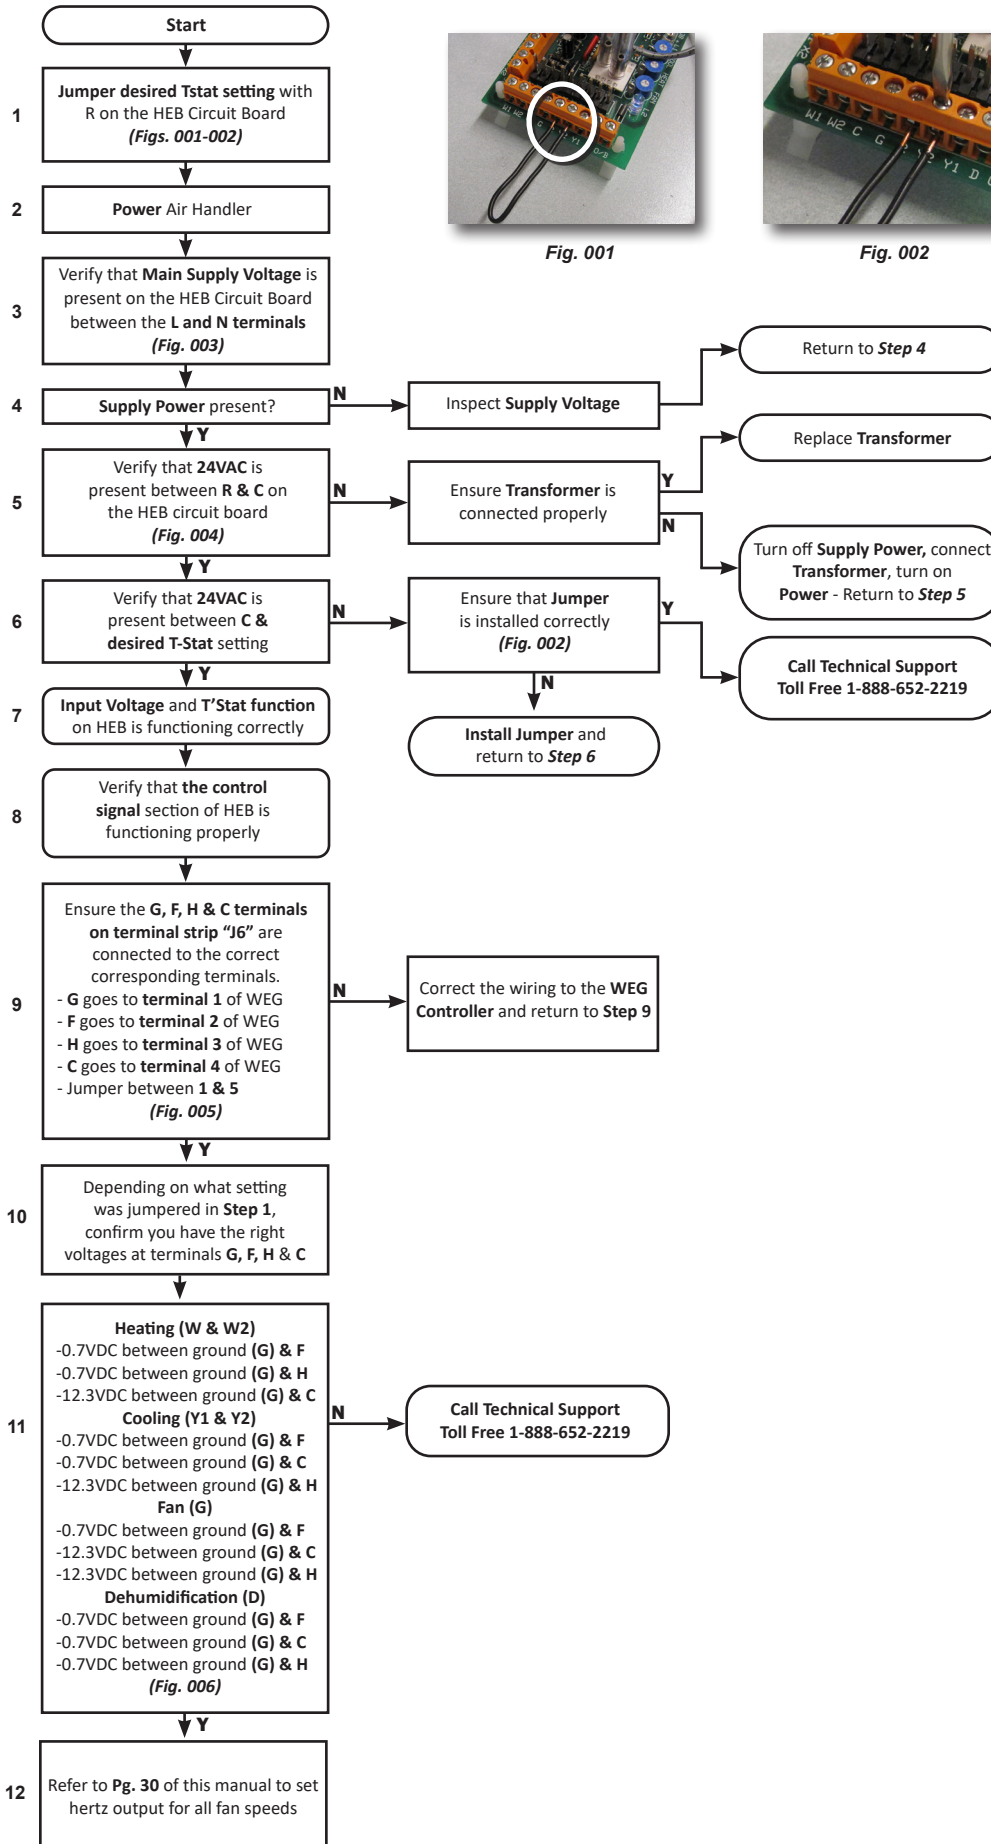 Start
1
Jumper desired Tstat setting with
R on the HEB Circuit Board
(Figs. 001-002)
W1 W2 G Y1 D/B
Fig. 001
X2 W1 W2 C G Y1 D
Fig. 002
2
Power Air Handler
3
Verify that Main Supply Voltage is
present on the HEB Circuit Board
between the L and N terminals
(Fig. 003)
4
Supply Power present?
N
Inspect Supply Voltage
Return to Step 4
Y
5
Verify that 24VAC is
present between R & C on
the HEB circuit board
(Fig. 004)
N
Ensure Transformer is
connected properly
Y
Replace Transformer
N
Turn off Supply Power, connect
Transformer, turn on
Power - Return to Step 5
Y
6
Verify that 24VAC is
present between C &
desired T-Stat setting
N
Ensure that Jumper
is installed correctly
(Fig. 002)
Y
Call Technical Support
Toll Free 1-888-652-2219
N
Install Jumper and
return to Step 6
Y
7
Input Voltage and T'Stat function
on HEB is functioning correctly
8
Verify that the control
signal section of HEB is
functioning properly
9
Ensure the G, F, H & C terminals
on terminal strip “J6” are
connected to the correct
corresponding terminals.
- G goes to terminal 1 of WEG
- F goes to terminal 2 of WEG
- H goes to terminal 3 of WEG
- C goes to terminal 4 of WEG
- Jumper between 1 & 5
(Fig. 005)
N
Correct the wiring to the WEG
Controller and return to Step 9
Y
10
Depending on what setting
was jumpered in Step 1,
confirm you have the right
voltages at terminals G, F, H & C
11
Heating (W & W2)
-0.7VDC between ground (G) & F
-0.7VDC between ground (G) & H
-12.3VDC between ground (G) & C
Cooling (Y1 & Y2)
-0.7VDC between ground (G) & F
-0.7VDC between ground (G) & C
-12.3VDC between ground (G) & H
Fan (G)
-0.7VDC between ground (G) & F
-12.3VDC between ground (G) & C
-12.3VDC between ground (G) & H
Dehumidification (D)
-0.7VDC between ground (G) & F
-0.7VDC between ground (G) & C
-0.7VDC between ground (G) & H
(Fig. 006)
N
Call Technical Support
Toll Free 1-888-652-2219
Y
12
Refer to Pg. 30 of this manual to set
hertz output for all fan speeds